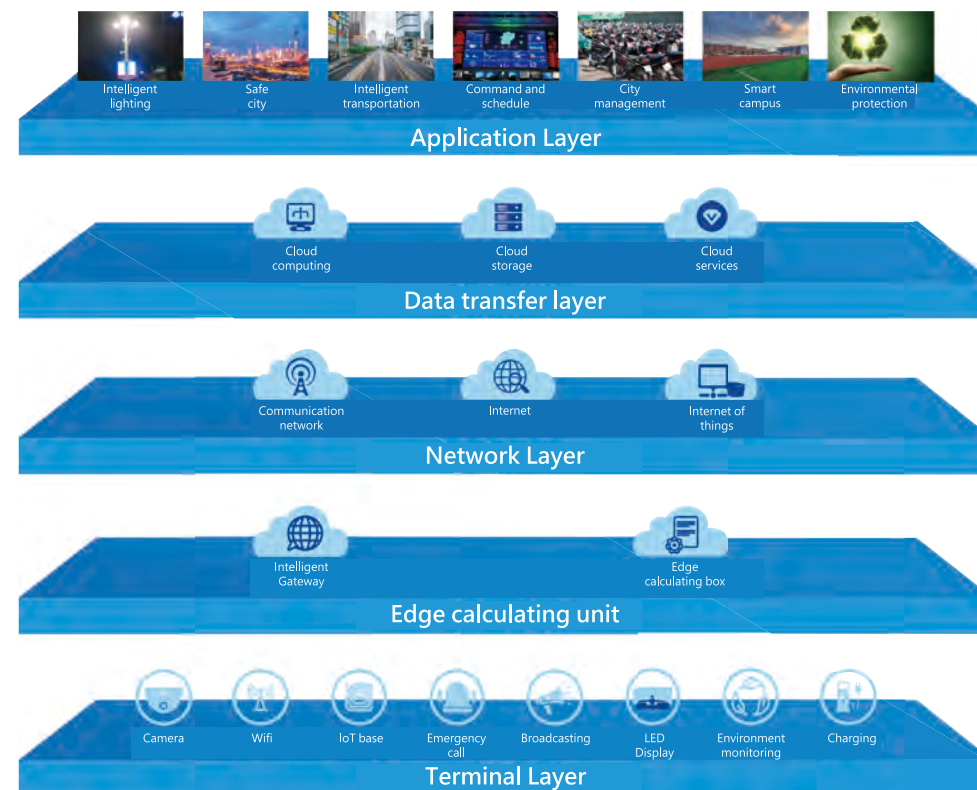 Intelligent
lighting
Safe
city
Intelligent
transportation
Command and
schedule
City
management
Smart
campus
Environmental
protection
Application Layer
Cloud
computing
Cloud
storage
Cloud
services
Data transfer layer
Communication
network
Internet
Internet of
things
Network Layer
Intelligent
Gateway
Edge
calculating box
Edge calculating unit
Camera
Wifi
IoT base
Emergency
call
Broadcasting
LED
Display
Environment
monitoring
Charging
Terminal Layer